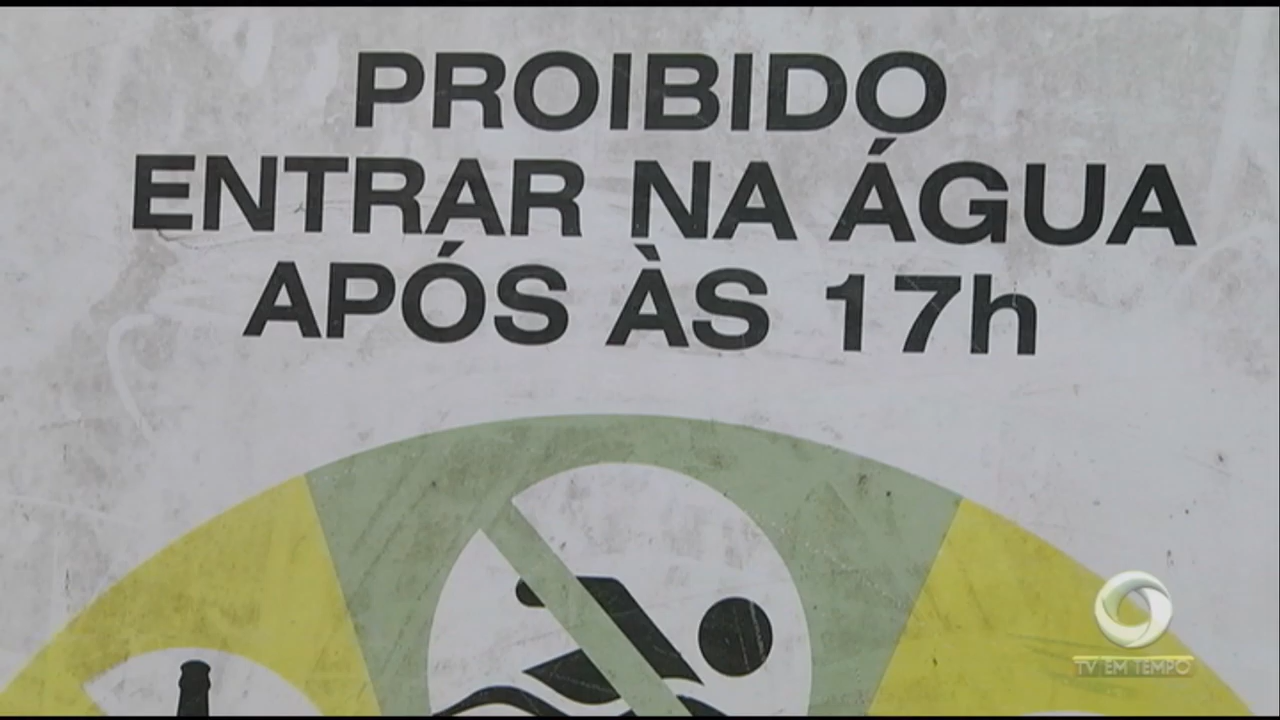 PROIBIDO
ENTRAR NA ÁGUA
APÓS ÀS 17h
TV EM TEMPO